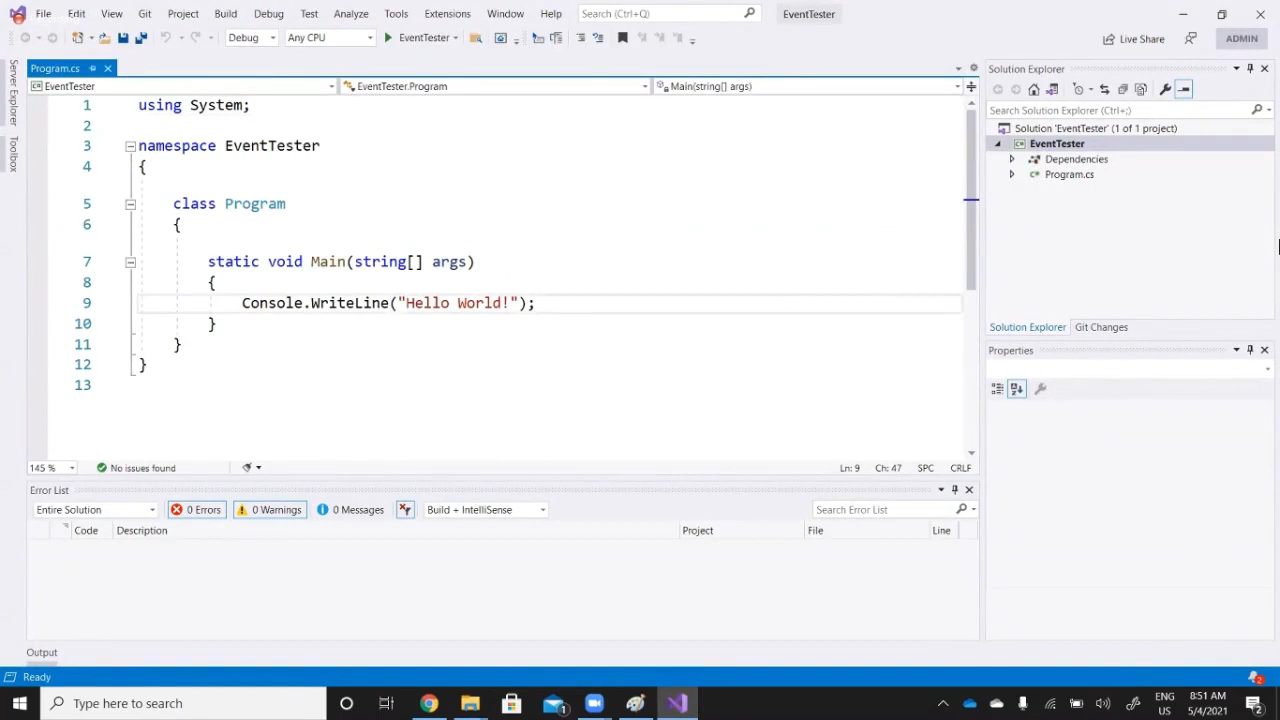 File Edit View Git Project Build Debug Test Analyze Tools Extensions Window Help Search (Ctrl+Q) EventTester
Debug Any CPU EventTester Live Share ADMIN
Server Explorer
Toolbox
Program.cs
EventTester EventTester.Program Main(string[] args)
1 using System;
2
3 namespace EventTester
4 {
5 class Program
6 {
7 static void Main(string[] args)
8 {
9 Console.WriteLine("Hello World!");
10 }
11 }
12 }
13
145 % No issues found Ln: 9 Ch: 47 SPC CRLF
Error List
Entire Solution 0 Errors 0 Warnings 0 Messages Build + IntelliSense Search Error List
Code Description Project File Line
Output
Solution Explorer
Search Solution Explorer (Ctrl+;)
Solution 'EventTester' (1 of 1 project)
EventTester
Dependencies
Program.cs
Solution Explorer Git Changes
Properties
Ready 2
Type here to search 1 ENG 8:51 AM
US 5/4/2021 2